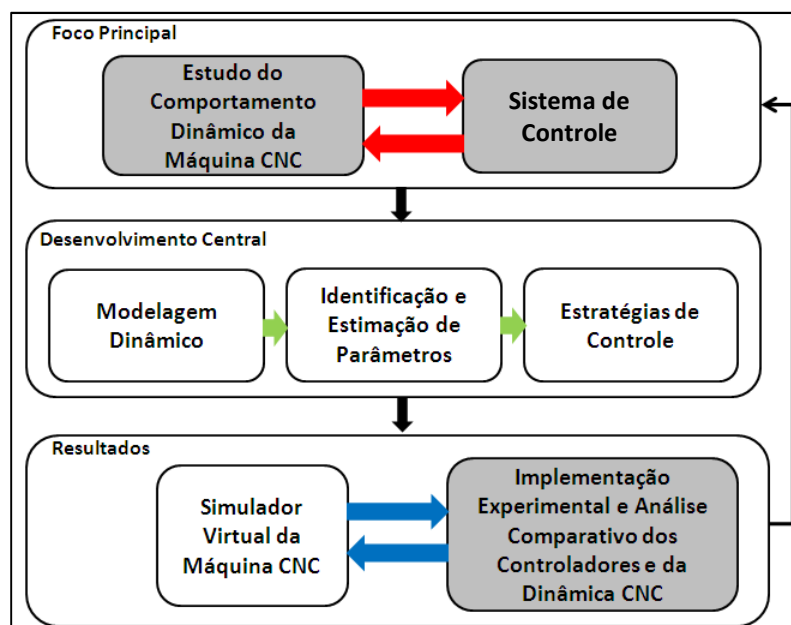 Foco Principal
Estudo do
Comportamento
Dinâmico da
Máquina CNC
Sistema de
Controle
Desenvolvimento Central
Modelagem
Dinâmico
Identificação e
Estimação de
Parâmetros
Estratégias de
Controle
Resultados
Simulador
Virtual da
Máquina CNC
Implementação
Experimental e Análise
Comparativo dos
Controladores e da
Dinâmica CNC